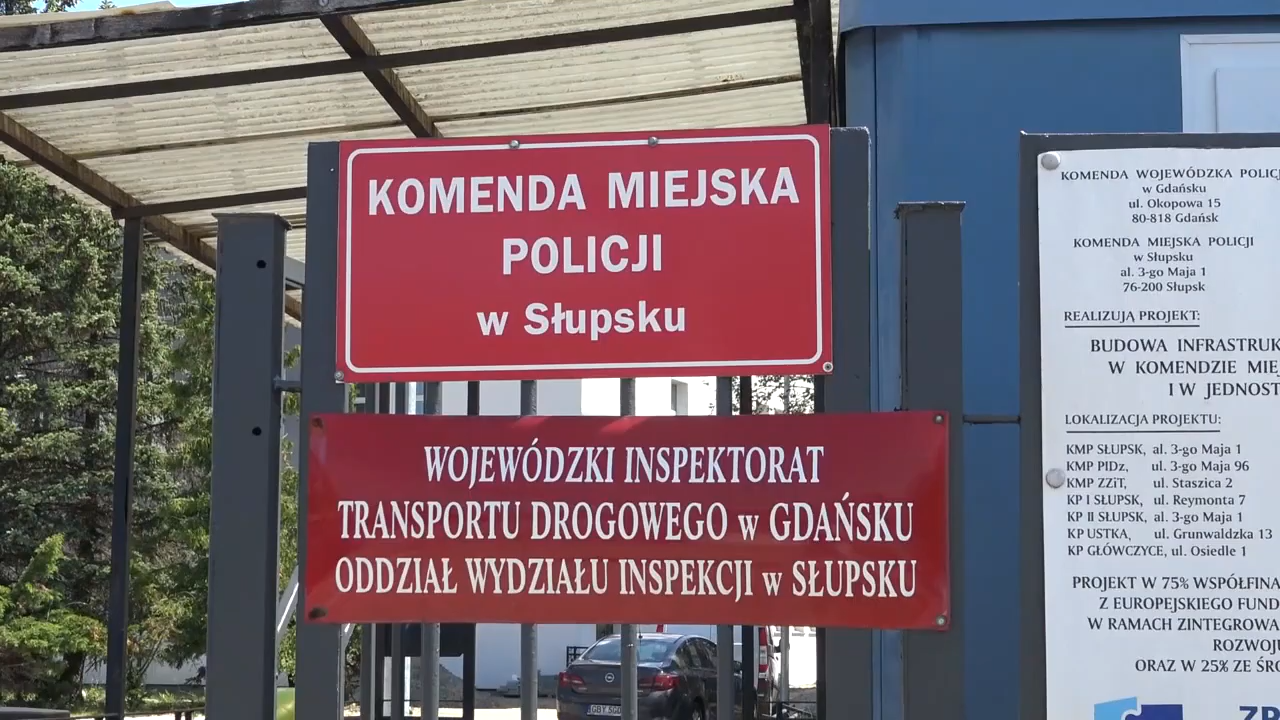 KOMENDA MIEJSKA
POLICJI
w Słupsku
WOJEWÓDZKI INSPEKTORAT
TRANSPORTU DROGOWEGO w GDAŃSKU
ODDZIAŁ WYDZIAŁU INSPEKCJI w SŁUPSKU
KOMENDA WOJEWÓDZKA POLICJ
w Gdańsku
ul. Okopowa 15
80-818 Gdańsk
KOMENDA MIEJSKA POLICJI
w Słupsku
al. 3-go Maja 1
76-200 Słupsk
REALIZUJĄ PROJEKT:
BUDOWA INFRASTRUK
W KOMENDZIE MIEJ
I W JEDNOST
LOKALIZACJA PROJEKTU:
KMP SŁUPSK, al. 3-go Maja 1
KMP PIDz, ul. 3-go Maja 96
KMP ZZiT, ul. Staszica 2
KP I SŁUPSK, ul. Reymonta 7
KP II SŁUPSK, al. 3-go Maja 1
KP USTKA, ul. Grunwaldzka 13
KP GŁÓWCZYCE, ul. Osiedle 1
PROJEKT W 75% WSPÓŁFINA
Z EUROPEJSKIEGO FUND
W RAMACH ZINTEGROWA
ROZWOJU
ORAZ W 25% ZE ŚRO